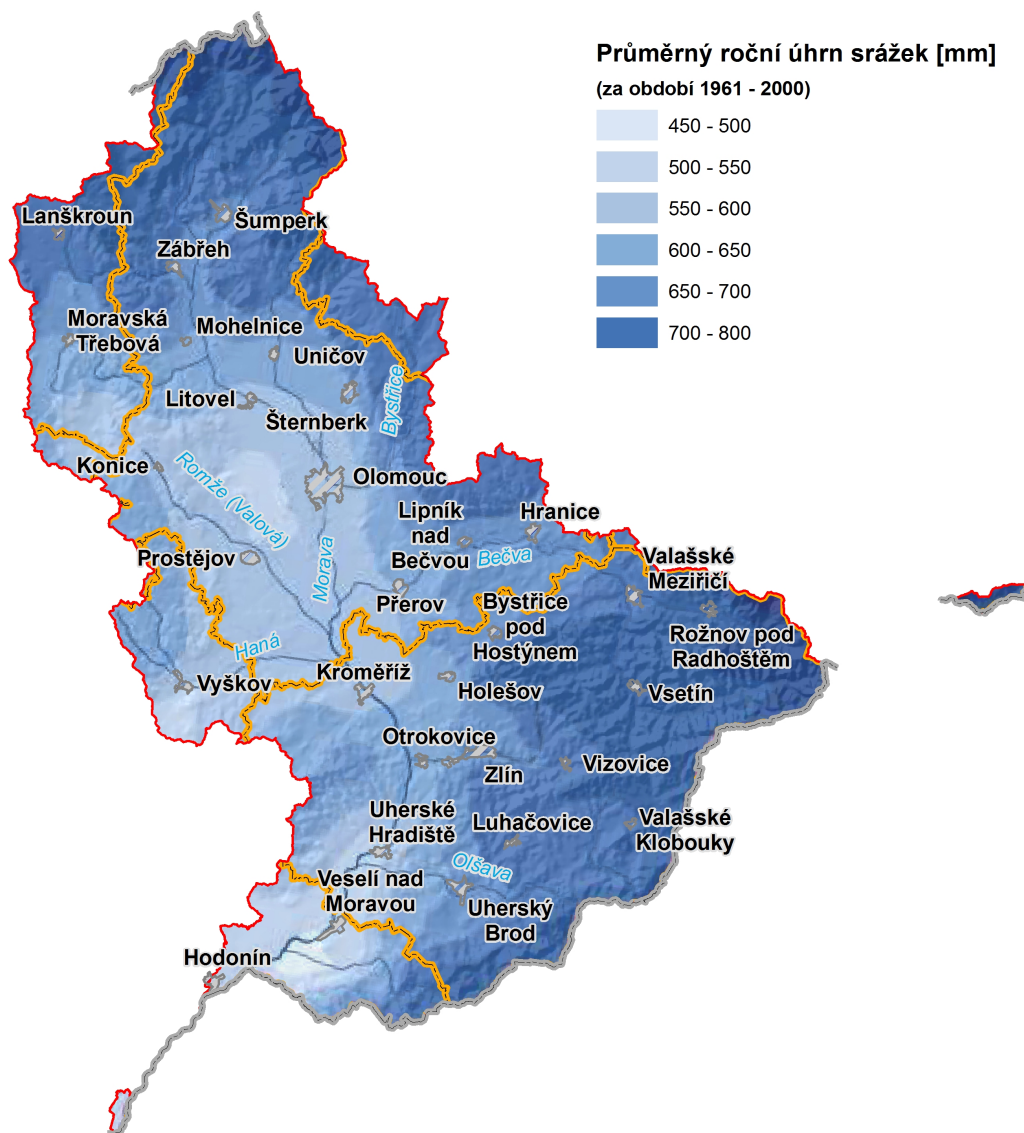 Průměrný roční úhrn srážek [mm]
(za období 1961 - 2000)
450 - 500
500 - 550
550 - 600
600 - 650
650 - 700
700 - 800
Lanškroun
Šumperk
Zábřeh
Moravská
Třebová
Mohelnice
Uničov
Litovel
Šternberk
Bystřice
Konice
Romže (Valová)
Olomouc
Lipník
nad
Bečvou
Hranice
Bečva
Valašské
Meziříčí
Prostějov
Morava
Přerov
Bystřice
pod
Hostýnem
Rožnov pod
Radhoštěm
Haná
Kroměříž
Vyškov
Holešov
Vsetín
Otrokovice
Zlín
Vizovice
Uherské
Hradiště
Luhačovice
Valašské
Klobouky
Olšava
Veselí nad
Moravou
Uherský
Brod
Hodonín